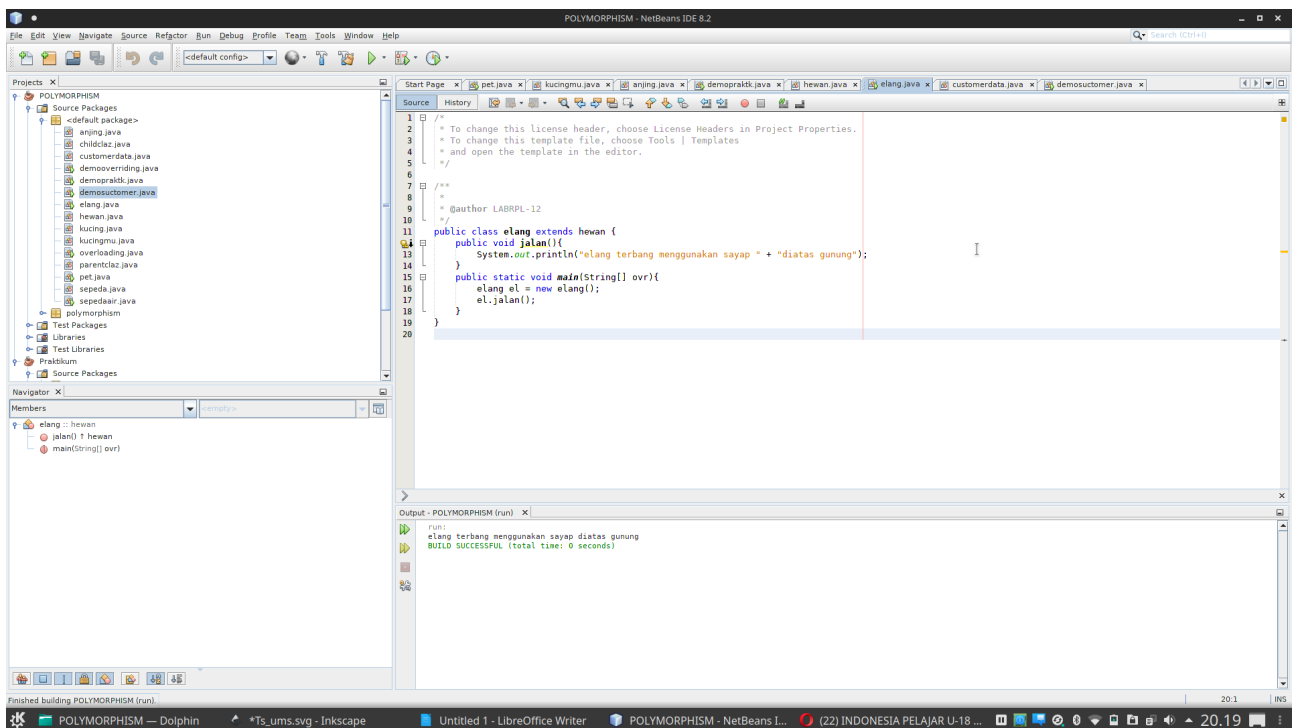 POLYMORPHISM - NetBeans IDE 8.2
File Edit View Navigate Source Refactor Run Debug Profile Team Tools Window Help
Search (Ctrl+I)
<default config>
Projects
Start Page pet.java kucingmu.java anjing.java demopraktk.java hewan.java elang.java customerdata.java demosuctomer.java
Source History
POLYMORPHISM
Source Packages
<default package>
anjing.java
childclaz.java
customerdata.java
demooverriding.java
demopraktk.java
demosuctomer.java
elang.java
hewan.java
kucing.java
kucingmu.java
overloading.java
parentclaz.java
pet.java
sepeda.java
sepedaair.java
polymorphism
Test Packages
Libraries
Test Libraries
Praktikum
Source Packages
1 /*
2 * To change this license header, choose License Headers in Project Properties.
3 * To change this template file, choose Tools | Templates
4 * and open the template in the editor.
5 */
6
7 /**
8 *
9 * @author LABRPL-12
10 */
11 public class elang extends hewan {
public void jalan(){
13 System.out.println("elang terbang menggunakan sayap " + "diatas gunung");
14 }
15 public static void main(String[] ovr){
16 elang el = new elang();
17 el.jalan();
18 }
19 }
20
Navigator
Members
<empty>
elang :: hewan
jalan() ↑ hewan
main(String[] ovr)
Output - POLYMORPHISM (run)
run:
elang terbang menggunakan sayap diatas gunung
BUILD SUCCESSFUL (total time: 0 seconds)
Finished building POLYMORPHISM (run).
20:1 INS
POLYMORPHISM — Dolphin
*Ts_ums.svg - Inkscape
Untitled 1 - LibreOffice Writer
POLYMORPHISM - NetBeans I...
(22) INDONESIA PELAJAR U-18 ...
20.19